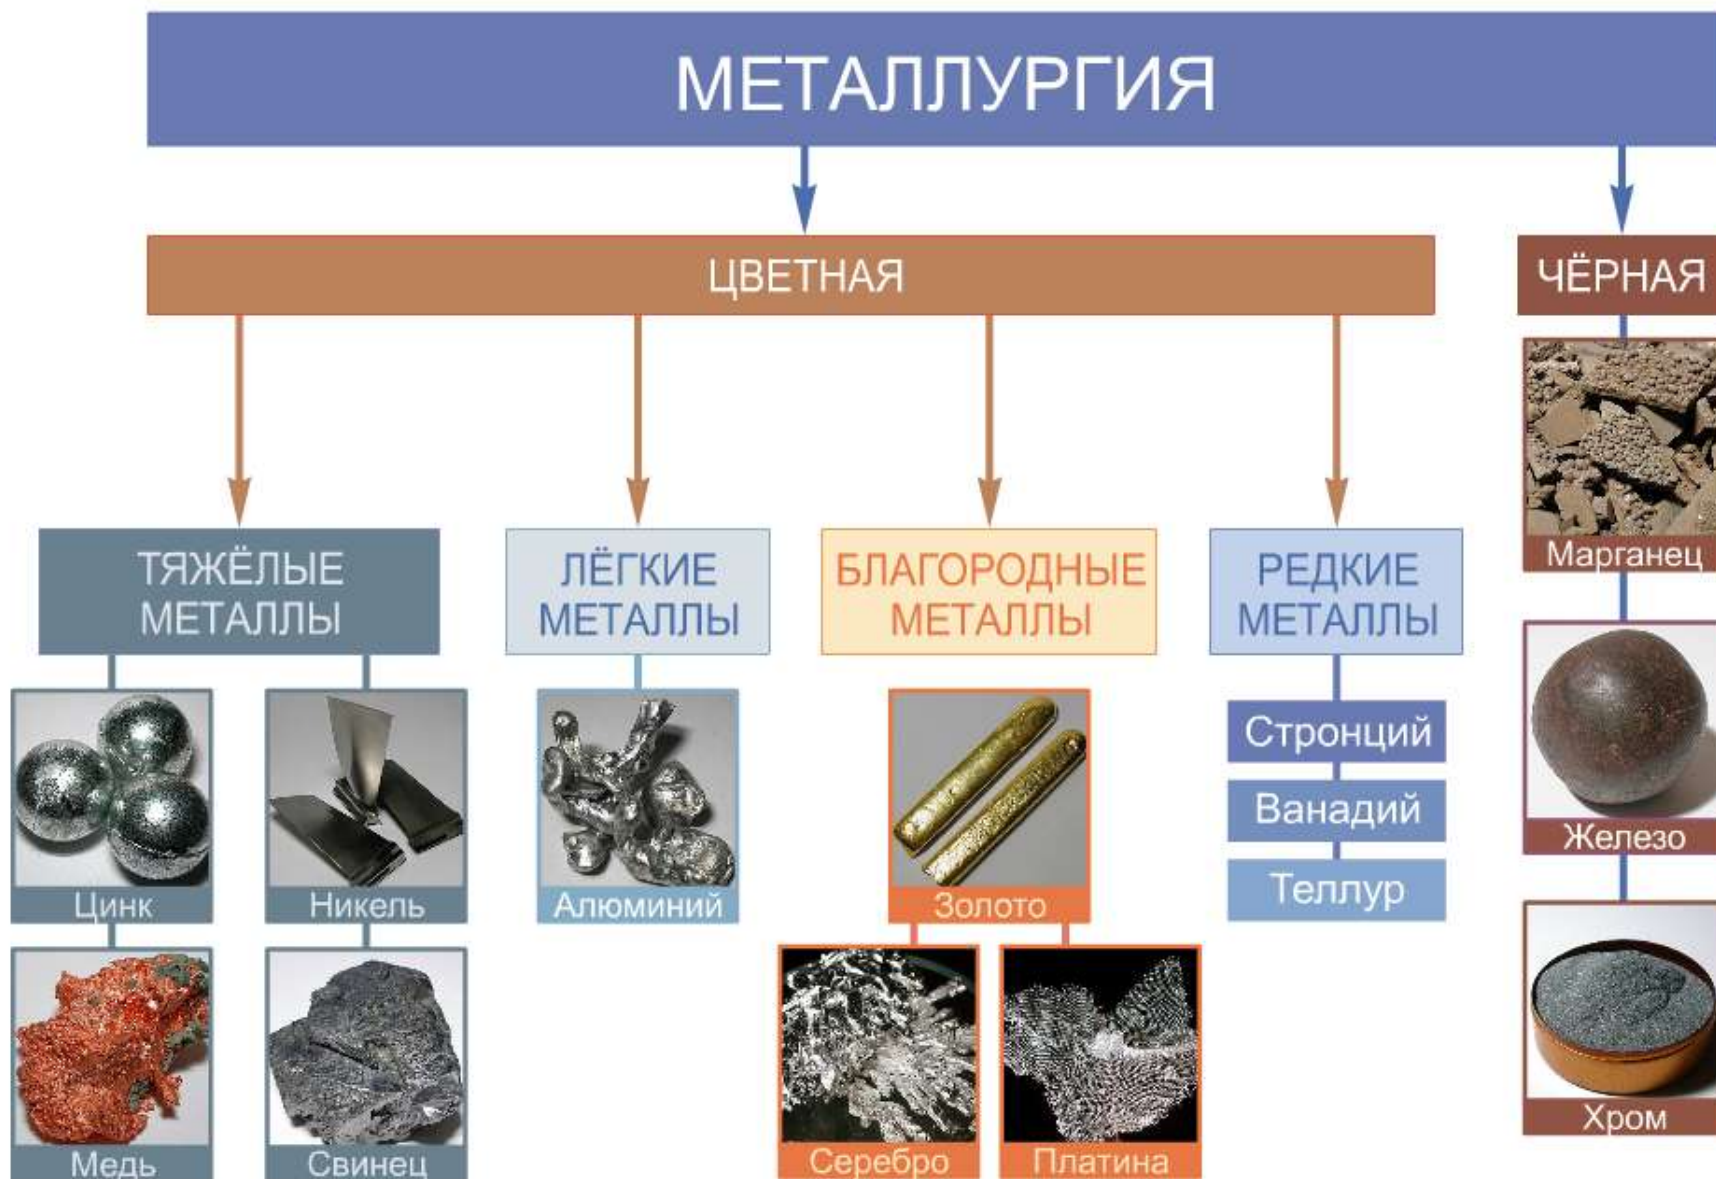 МЕТАЛЛУРГИЯ
ЦВЕТНАЯ
ЧЁРНАЯ
ТЯЖЁЛЫЕ
МЕТАЛЛЫ
ЛЁГКИЕ
МЕТАЛЛЫ
БЛАГОРОДНЫЕ
МЕТАЛЛЫ
РЕДКИЕ
МЕТАЛЛЫ
Цинк
Никель
Медь
Свинец
Алюминий
Золото
Серебро
Платина
Стронций
Ванадий
Теллур
Марганец
Железо
Хром